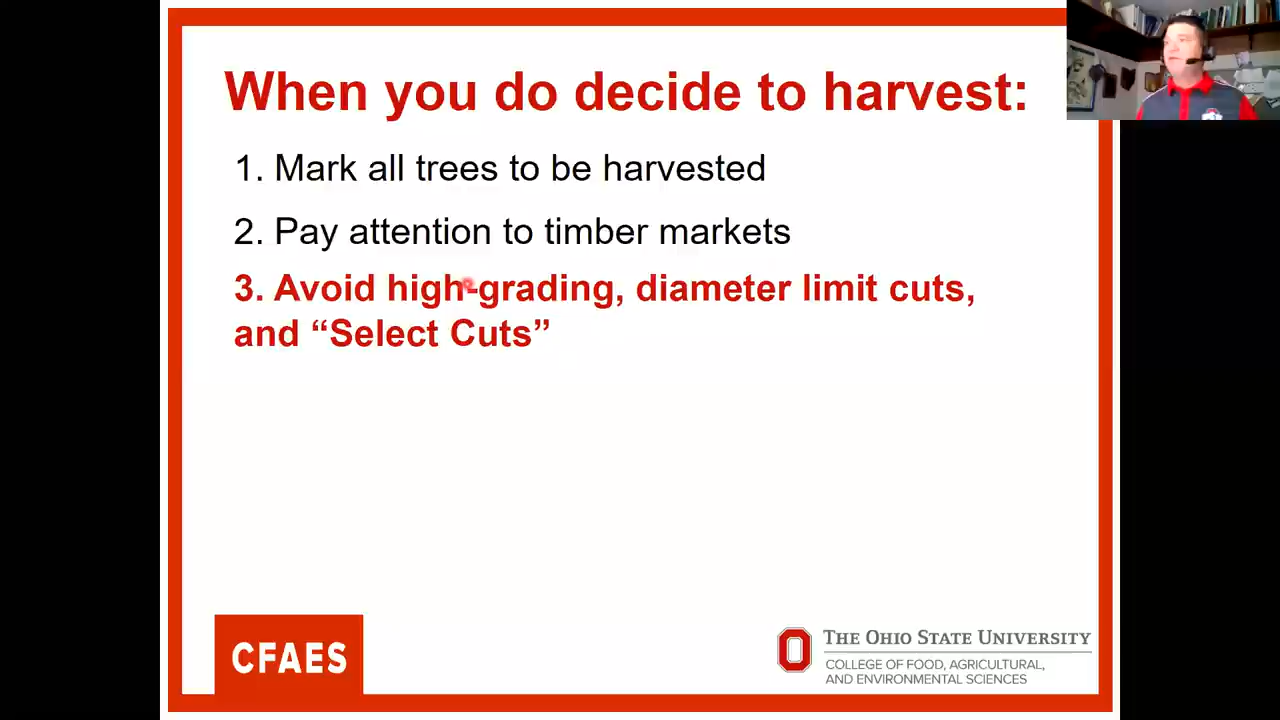 When you do decide to harvest:
1. Mark all trees to be harvested
2. Pay attention to timber markets
3. Avoid high-grading, diameter limit cuts,
and “Select Cuts”
CFAES
THE OHIO STATE UNIVERSITY
COLLEGE OF FOOD, AGRICULTURAL,
AND ENVIRONMENTAL SCIENCES